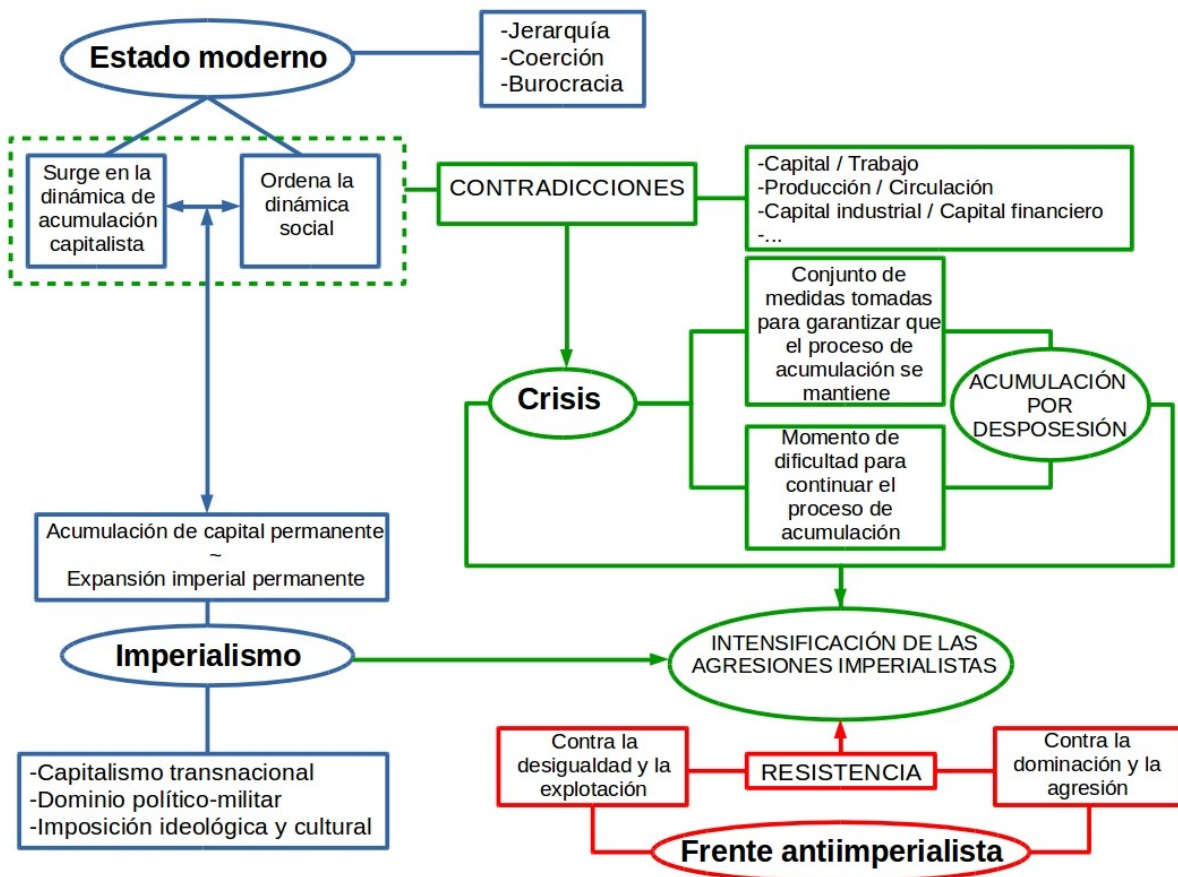 Estado moderno
-Jerarquía
-Coerción
-Burocracia
Surge en la
dinámica de
acumulación
capitalista
Ordena la
dinámica
social
CONTRADICCIONES
-Capital / Trabajo
-Producción / Circulación
-Capital industrial / Capital financiero
-...
Conjunto de
medidas tomadas
para garantizar que
el proceso de
acumulación se
mantiene
Crisis
ACUMULACIÓN
POR
DESPOSESIÓN
Momento de
dificultad para
continuar el
proceso de
acumulación
Acumulación de capital permanente
~
Expansión imperial permanente
Imperialismo
INTENSIFICACIÓN DE LAS
AGRESIONES IMPERIALISTAS
-Capitalismo transnacional
-Dominio político-militar
-Imposición ideológica y cultural
Contra la
desigualdad y la
explotación
RESISTENCIA
Contra la
dominación y la
agresión
Frente antiimperialista